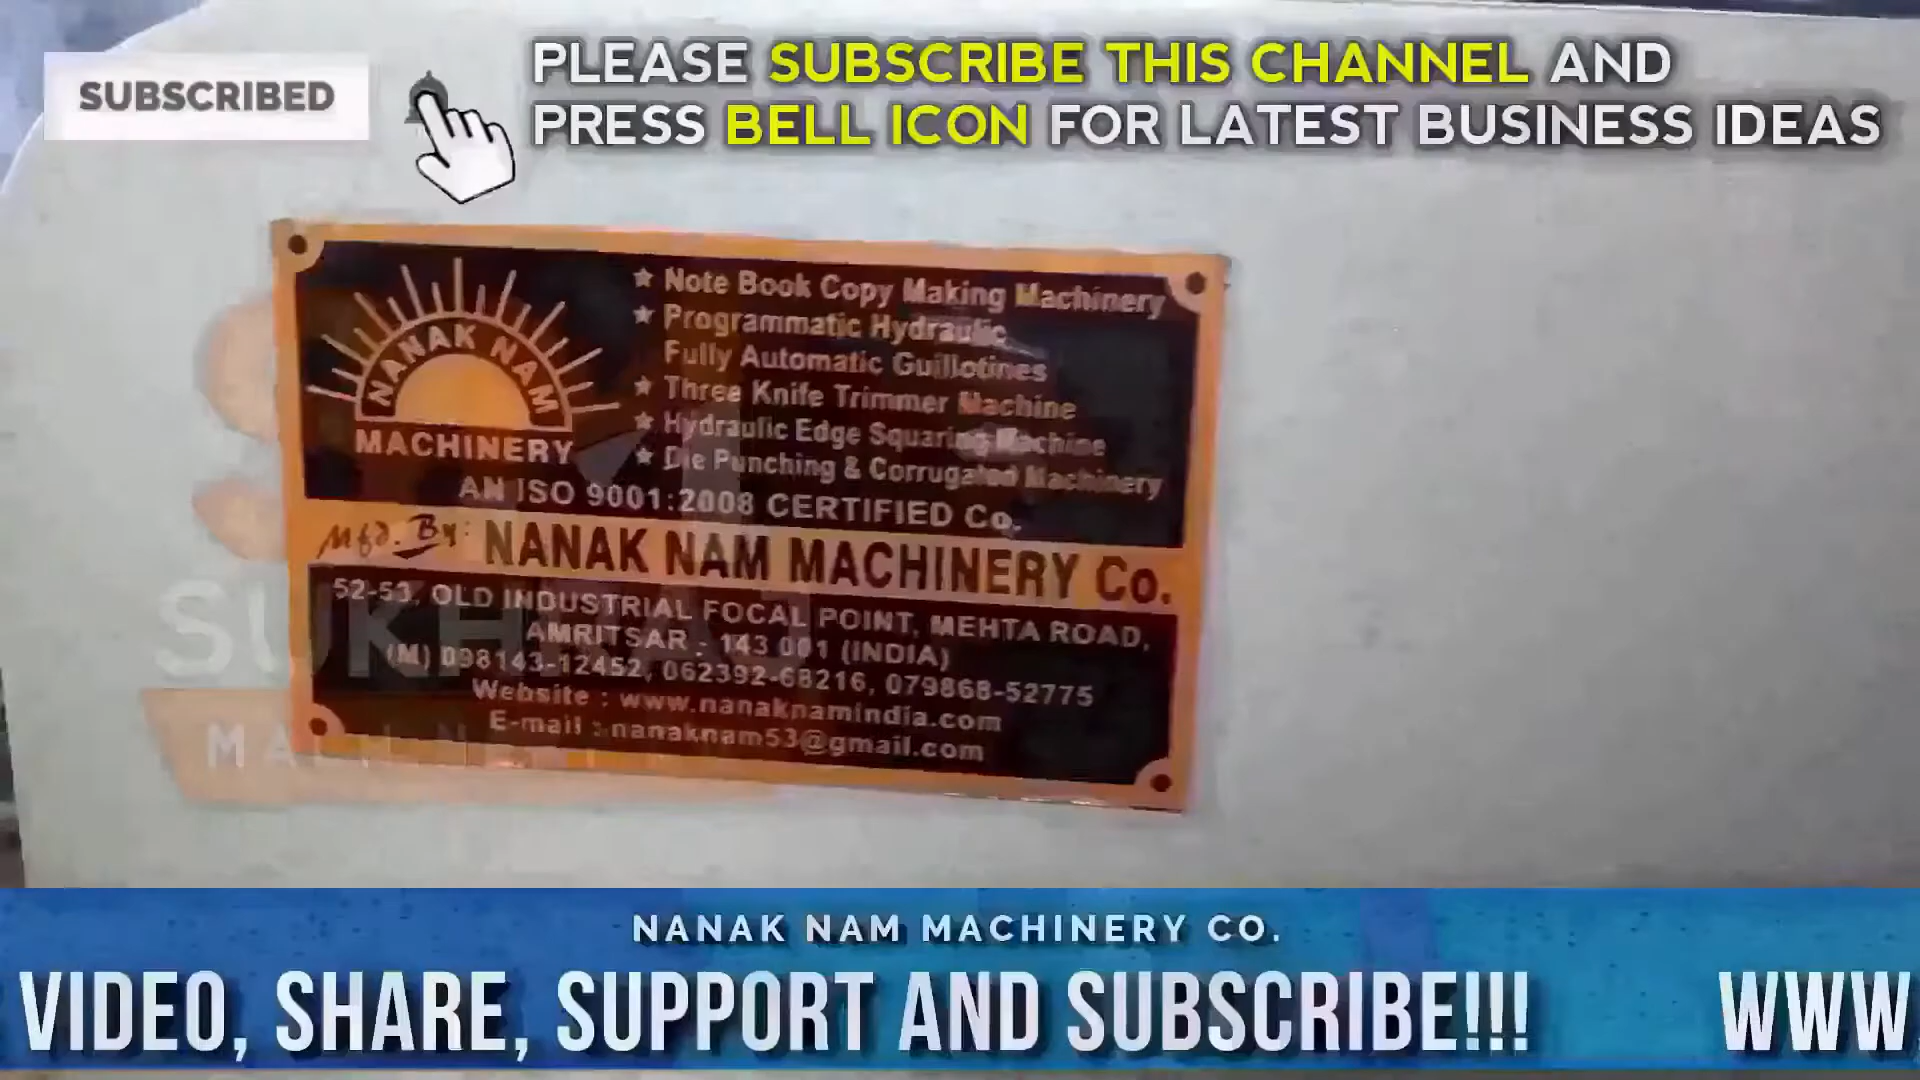 SUBSCRIBED
PLEASE SUBSCRIBE THIS CHANNEL AND
PRESS BELL ICON FOR LATEST BUSINESS IDEAS
NANAK NAM
MACHINERY
★ Note Book Copy Making Machinery
★ Programmatic Hydraulic
Fully Automatic Guillotines
★ Three Knife Trimmer Machine
★ Hydraulic Edge Squaring Machine
★ Die Punching & Corrugated Machinery
AN ISO 9001:2008 CERTIFIED Co.
Mfd. By: NANAK NAM MACHINERY Co.
52-53, OLD INDUSTRIAL FOCAL POINT, MEHTA ROAD,
AMRITSAR - 143 001 (INDIA)
(M) 098143-12452, 062392-68216, 079868-52775
Website : www.nanaknamindia.com
E-mail : nanaknam53@gmail.com
NANAK NAM MACHINERY CO.
VIDEO, SHARE, SUPPORT AND SUBSCRIBE!!! WWW